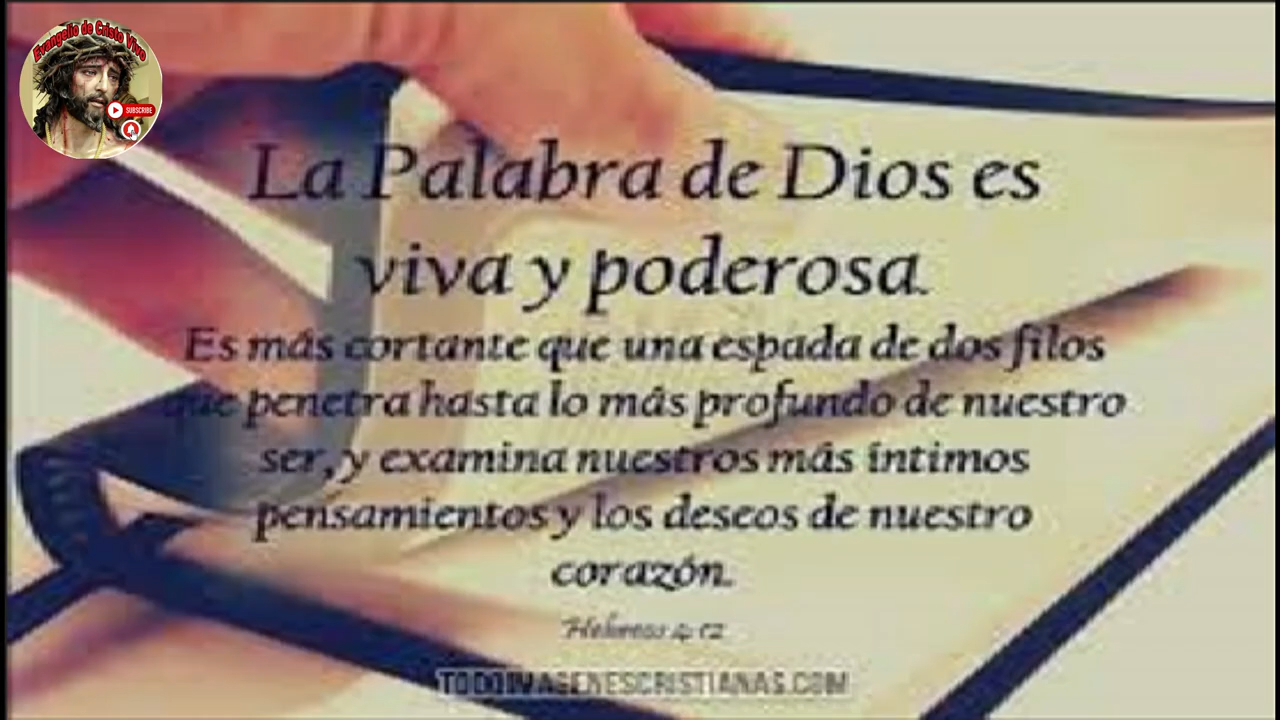 Evangelio de Cristo Vivo
SUBSCRIBE
La Palabra de Dios es
viva y poderosa.
Es más cortante que una espada de dos filos
que penetra hasta lo más profundo de nuestro
ser, y examina nuestros más íntimos
pensamientos y los deseos de nuestro
corazón.
Hebreos 4:12
TODOIMAGENESCRISTIANAS.COM